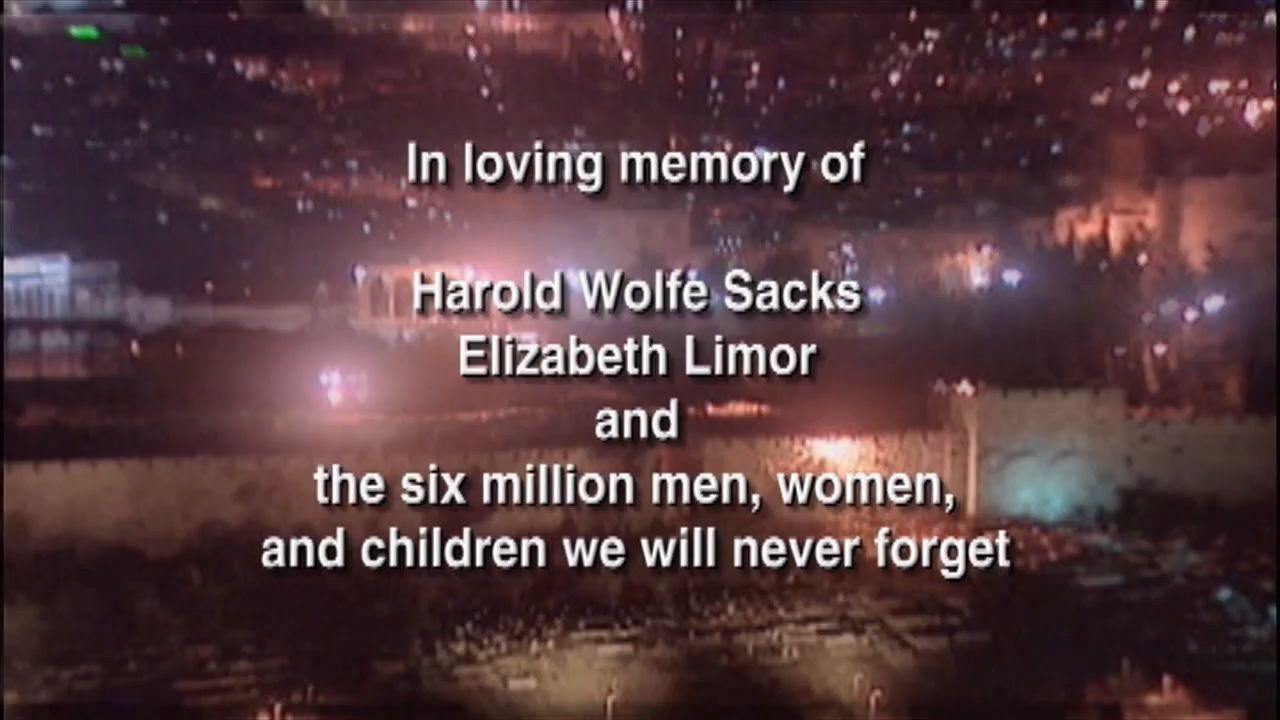 In loving memory of
Harold Wolfe Sacks
Elizabeth Limor
and
the six million men, women,
and children we will never forget